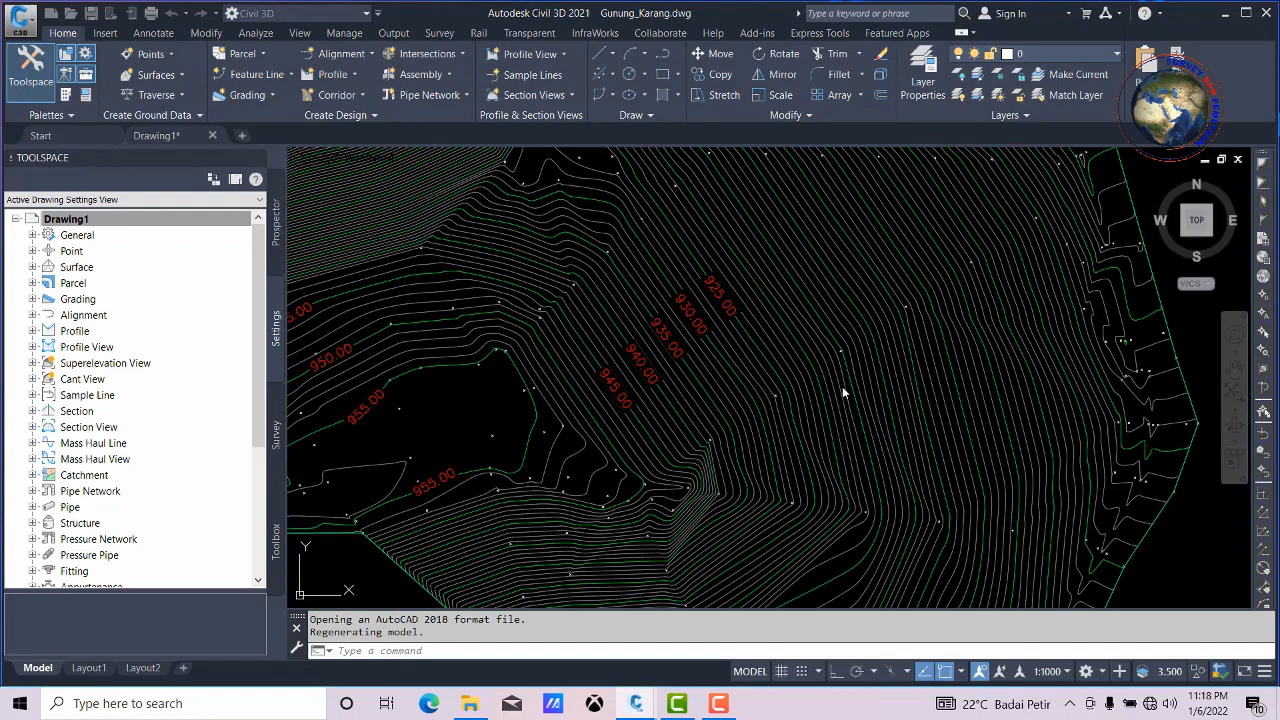 Civil 3D
Autodesk Civil 3D 2021 Gunung_Karang.dwg
Type a keyword or phrase
Sign In
C3D
Home Insert Annotate Modify Analyze View Manage Output Survey Rail Transparent InfraWorks Collaborate Help Add-ins Express Tools Featured Apps
Toolspace
Points
Surfaces
Traverse
Parcel
Feature Line
Grading
Alignment
Profile
Corridor
Intersections
Assembly
Pipe Network
Profile View
Sample Lines
Section Views
Move
Copy
Stretch
Rotate
Mirror
Scale
Trim
Fillet
Array
Layer
Properties
0
Make Current
Match Layer
Palettes
Create Ground Data
Create Design
Profile & Section Views
Draw
Modify
Layers
Start
Drawing1*
TOOLSPACE
Active Drawing Settings View
Drawing1
General
Point
Surface
Parcel
Grading
Alignment
Profile
Profile View
Superelevation View
Cant View
Sample Line
Section
Section View
Mass Haul Line
Mass Haul View
Catchment
Pipe Network
Pipe
Structure
Pressure Network
Pressure Pipe
Fitting
Appurtenance
Prospector
Settings
Survey
Toolbox
925.00
930.00
935.00
940.00
945.00
950.00
955.00
955.00
N
W TOP E
S
WCS
Y
X
Opening an AutoCAD 2018 format file.
Regenerating model.
Type a command
Model Layout1 Layout2
MODEL
1:1000
3.500
Type here to search
22°C Badai Petir
11:18 PM
1/6/2022
10